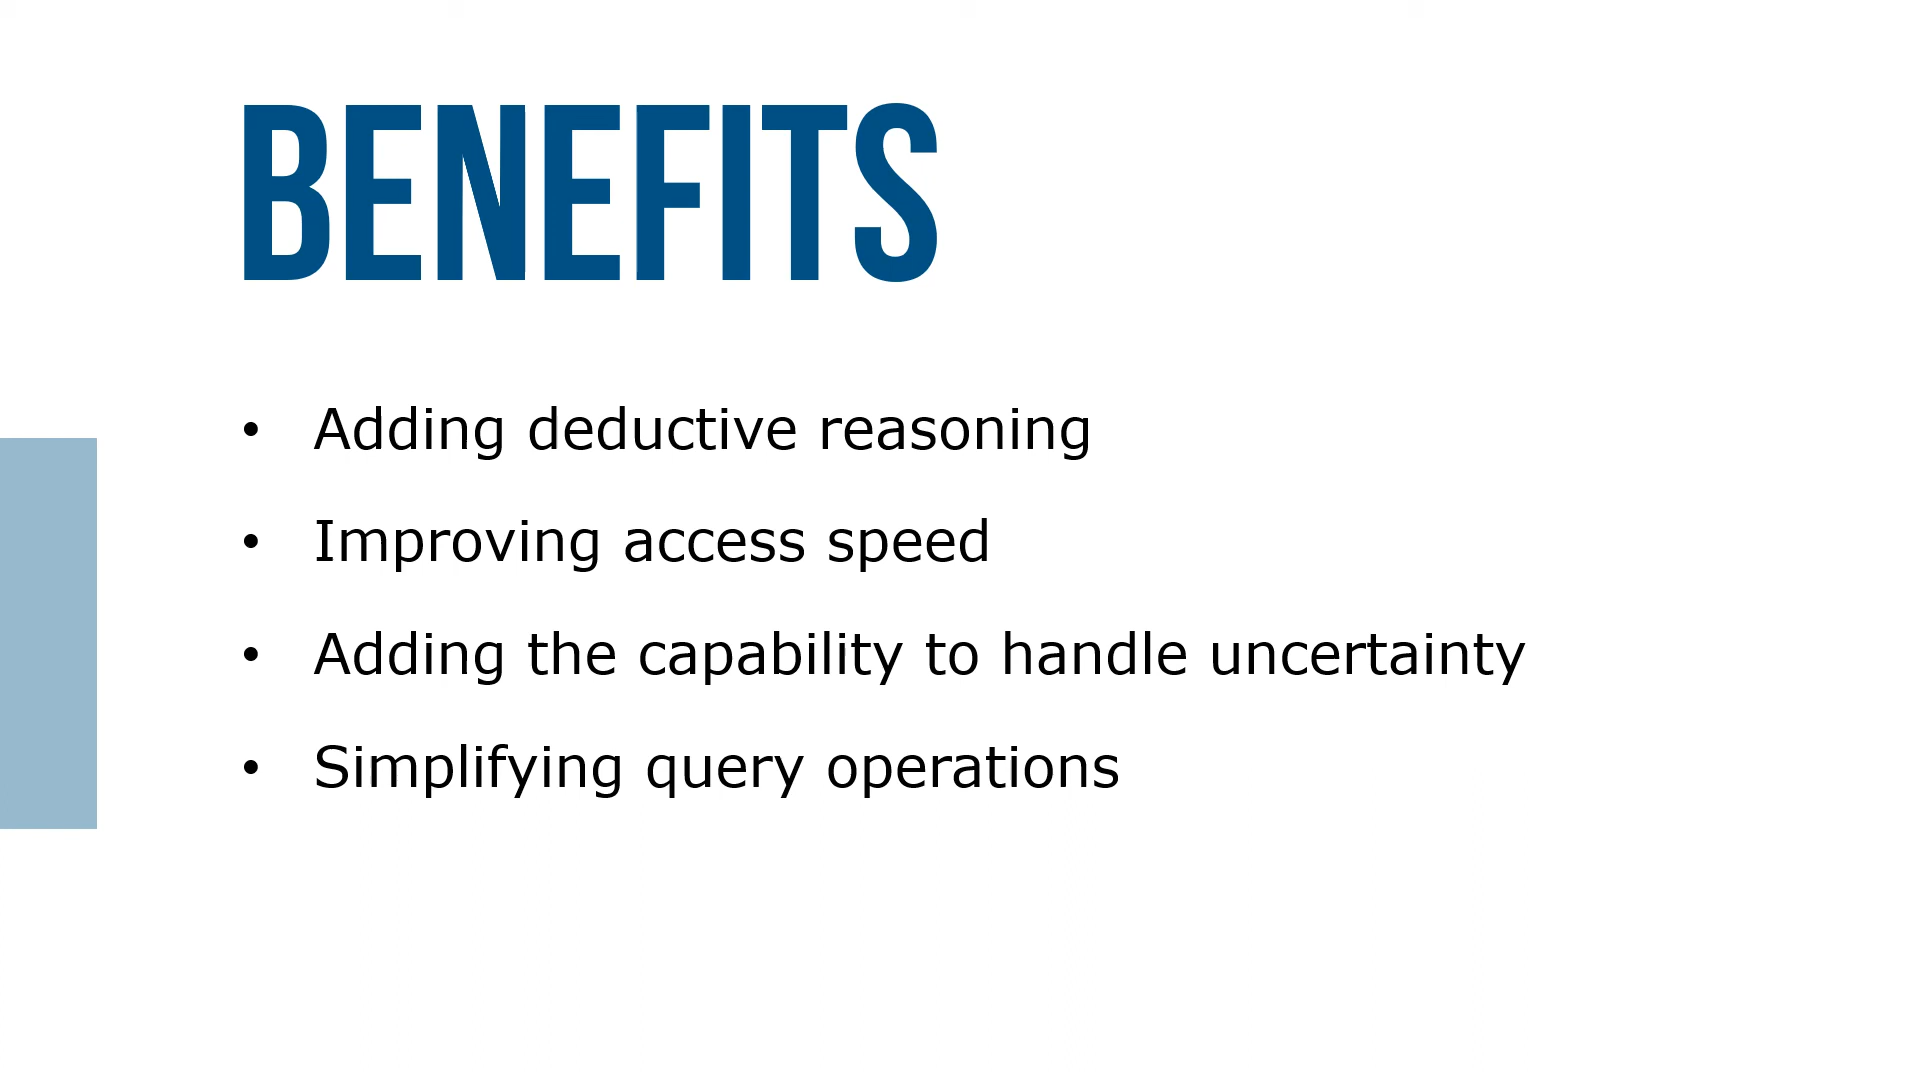 BENEFITS
• Adding deductive reasoning
• Improving access speed
• Adding the capability to handle uncertainty
• Simplifying query operations